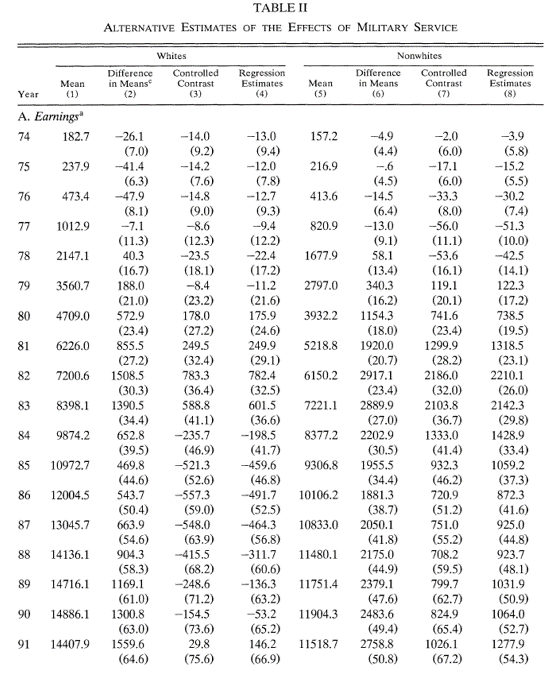 TABLE II
ALTERNATIVE ESTIMATES OF THE EFFECTS OF MILITARY SERVICE
Whites Nonwhites
Difference Controlled Regression Difference Controlled Regression
Mean in Meansᶜ Contrast Estimates Mean in Means Contrast Estimates
Year (1) (2) (3) (4) (5) (6) (7) (8)
A. Earningsᵃ
74 182.7 −26.1 −14.0 −13.0 157.2 −4.9 −2.0 −3.9
(7.0) (9.2) (9.4) (4.4) (6.0) (5.8)
75 237.9 −41.4 −14.2 −12.0 216.9 −.6 −17.1 −15.2
(6.3) (7.6) (7.8) (4.5) (6.0) (5.5)
76 473.4 −47.9 −14.8 −12.7 413.6 −14.5 −33.3 −30.2
(8.1) (9.0) (9.3) (6.4) (8.0) (7.4)
77 1012.9 −7.1 −8.6 −9.4 820.9 −13.0 −56.0 −51.3
(11.3) (12.3) (12.2) (9.1) (11.1) (10.0)
78 2147.1 40.3 −23.5 −22.4 1677.9 58.1 −53.6 −42.5
(16.7) (18.1) (17.2) (13.4) (16.1) (14.1)
79 3560.7 188.0 −8.4 −11.2 2797.0 340.3 119.1 122.3
(21.0) (23.2) (21.6) (16.2) (20.1) (17.2)
80 4709.0 572.9 178.0 175.9 3932.2 1154.3 741.6 738.5
(23.4) (27.2) (24.6) (18.0) (23.4) (19.5)
81 6226.0 855.5 249.5 249.9 5218.8 1920.0 1299.9 1318.5
(27.2) (32.4) (29.1) (20.7) (28.2) (23.1)
82 7200.6 1508.5 783.3 782.4 6150.2 2917.1 2186.0 2210.1
(30.3) (36.4) (32.5) (23.4) (32.0) (26.0)
83 8398.1 1390.5 588.8 601.5 7221.1 2889.9 2103.8 2142.3
(34.4) (41.1) (36.6) (27.0) (36.7) (29.8)
84 9874.2 652.8 −235.7 −198.5 8377.2 2202.9 1333.0 1428.9
(39.5) (46.9) (41.7) (30.5) (41.4) (33.4)
85 10972.7 469.8 −521.3 −459.6 9306.8 1955.5 932.3 1059.2
(44.6) (52.6) (46.8) (34.4) (46.2) (37.3)
86 12004.5 543.7 −557.3 −491.7 10106.2 1881.3 720.9 872.3
(50.4) (59.0) (52.5) (38.7) (51.2) (41.6)
87 13045.7 663.9 −548.0 −464.3 10833.0 2050.1 751.0 925.0
(54.6) (63.9) (56.8) (41.8) (55.2) (44.8)
88 14136.1 904.3 −415.5 −311.7 11480.1 2175.0 708.2 923.7
(58.3) (68.2) (60.6) (44.9) (59.5) (48.1)
89 14716.1 1169.1 −248.6 −136.3 11751.4 2379.1 799.7 1031.9
(61.0) (71.2) (63.2) (47.6) (62.7) (50.9)
90 14886.1 1300.8 −154.5 −53.2 11904.3 2483.6 824.9 1064.0
(63.0) (73.6) (65.2) (49.4) (65.4) (52.7)
91 14407.9 1559.6 29.8 146.2 11518.7 2758.8 1026.1 1277.9
(64.6) (75.6) (66.9) (50.8) (67.2) (54.3)